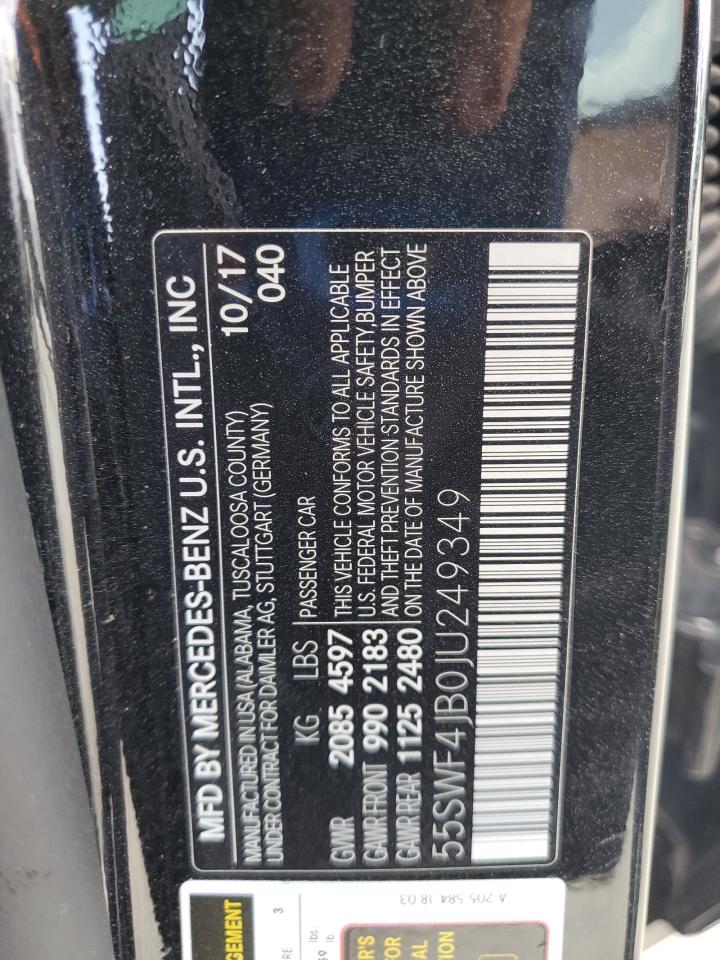 MFD BY MERCEDES-BENZ U.S. INTL., INC
MANUFACTURED IN USA (ALABAMA, TUSCALOOSA COUNTY) 10/17
UNDER CONTRACT FOR DAIMLER AG, STUTTGART (GERMANY) 040
KG LBS PASSENGER CAR
GVWR 2085 4597 THIS VEHICLE CONFORMS TO ALL APPLICABLE
GAWR FRONT 990 2183 U.S. FEDERAL MOTOR VEHICLE SAFETY,BUMPER
GAWR REAR 1125 2480 AND THEFT PREVENTION STANDARDS IN EFFECT
ON THE DATE OF MANUFACTURE SHOWN ABOVE
55SWF4JB0JU249349
A 205 584 18 03
3
lbs.